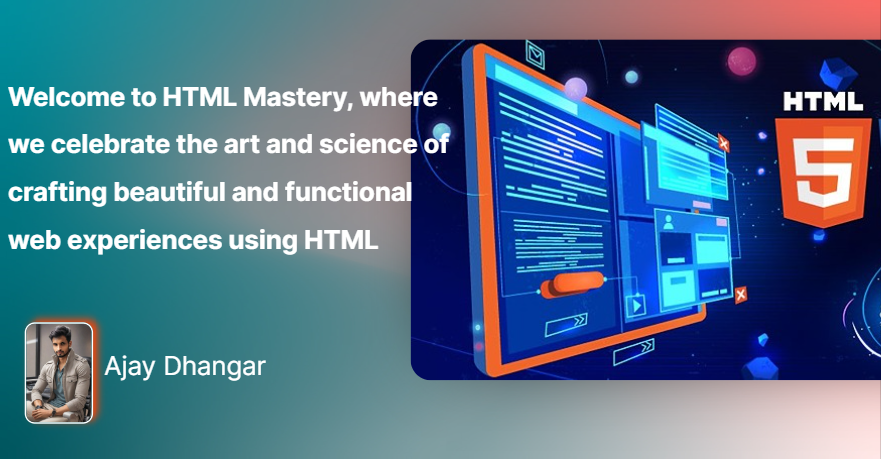 Welcome to HTML Mastery, where
we celebrate the art and science of
crafting beautiful and functional
web experiences using HTML
Ajay Dhangar
HTML
5